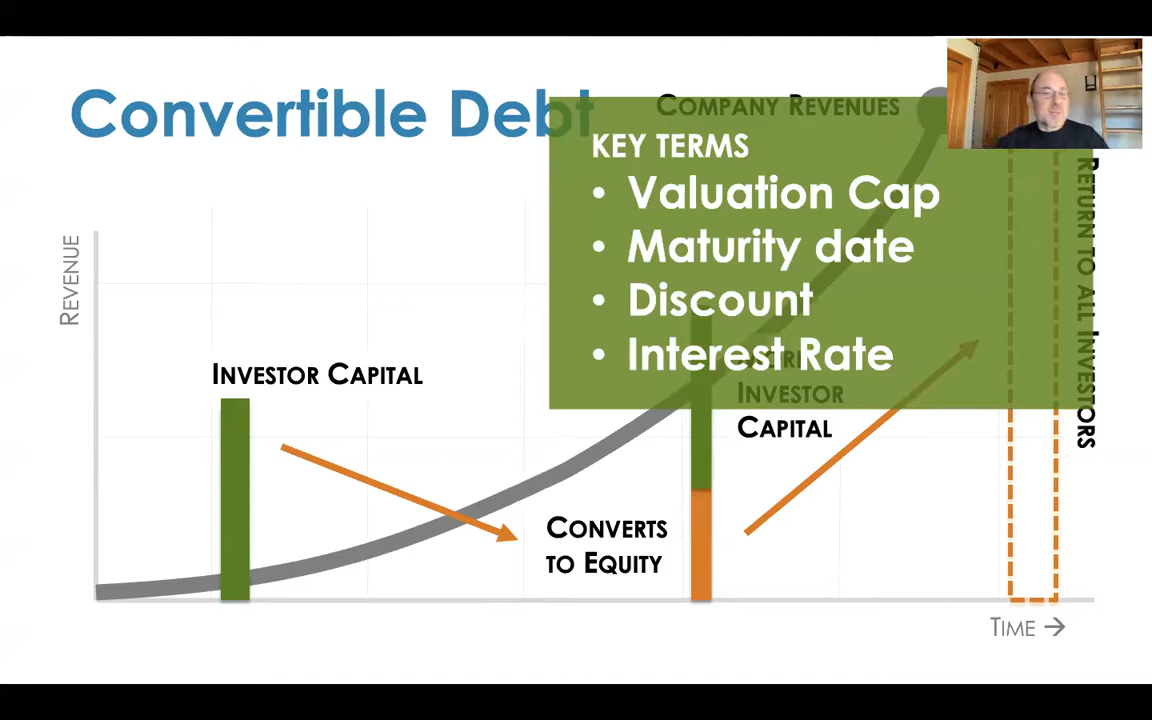 Convertible Debt
COMPANY REVENUES
KEY TERMS
• Valuation Cap
• Maturity date
• Discount
• Interest Rate
REVENUE
INVESTOR CAPITAL
INVESTOR
CAPITAL
CONVERTS
TO EQUITY
RETURN TO ALL INVESTORS
TIME →